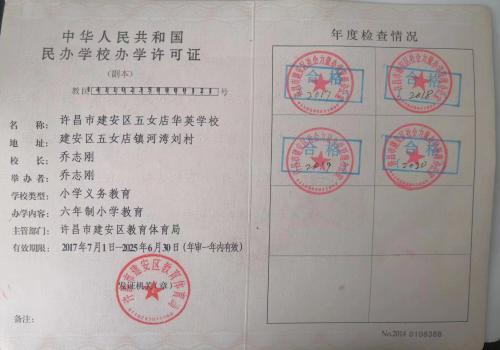 中华人民共和国
民办学校办学许可证
(副本)
教民 号
名 称: 许昌市建安区五女店华英学校
地 址: 建安区五女店镇河湾刘村
校 长: 乔志刚
举 办 者: 乔志刚
学校类型: 小学义务教育
办学内容: 六年制小学教育
主管部门: 许昌市建安区教育体育局
有效期限: 2017年7月1日—2025年6月30日(年审一年内有效)
发证机关(章)
许昌市建安区教育体育局
备注:
年度检查情况
合格
2017
合格
2018
合格
2019
合格
2020
No.2014 0108388